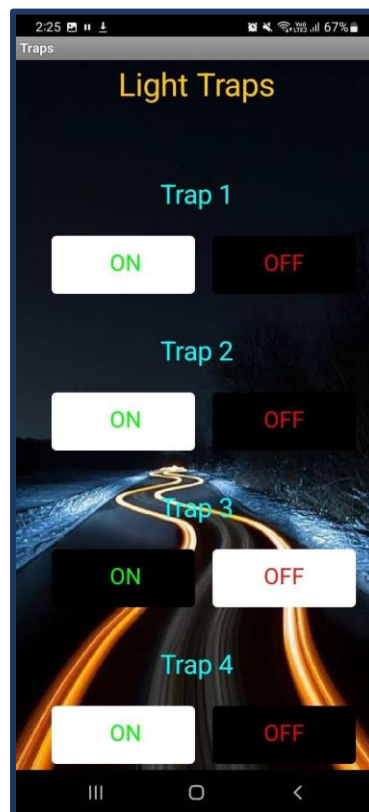 2:25 67%
Traps
Light Traps
Trap 1
ON OFF
Trap 2
ON OFF
Trap 3
ON OFF
Trap 4
ON OFF